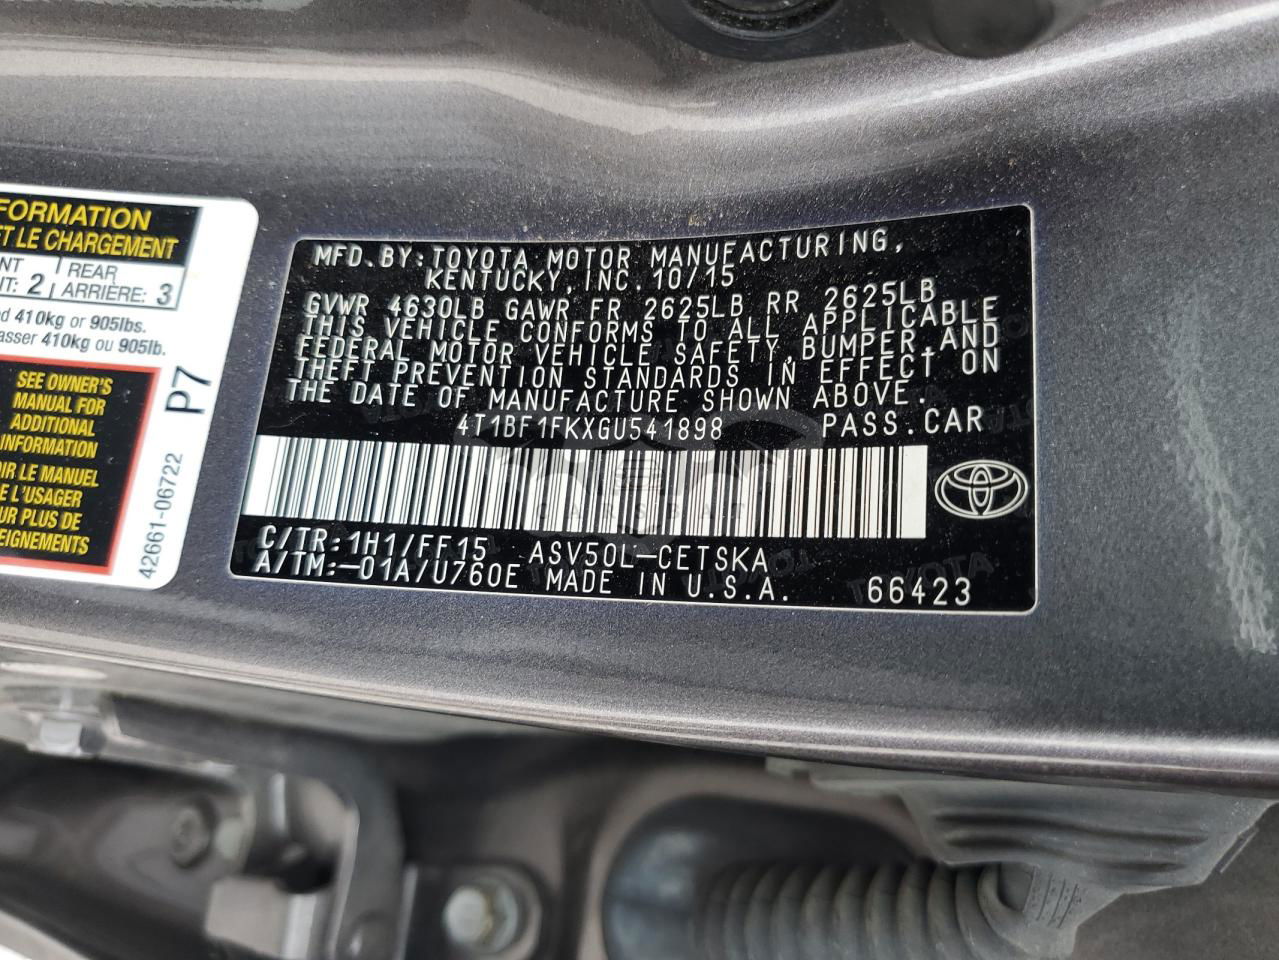 FORMATION
ET LE CHARGEMENT
NT : 2 REAR
ARRIÈRE: 3
d 410kg or 905lbs.
asser 410kg ou 905lb.
SEE OWNER'S
MANUAL FOR
ADDITIONAL
INFORMATION
OIR LE MANUEL
E L'USAGER
UR PLUS DE
EIGNEMENTS
P7
42661-06722
MFD.BY:TOYOTA MOTOR MANUFACTURING,
KENTUCKY, INC. 10/15
GVWR 4630LB GAWR FR 2625LB RR 2625LB
THIS VEHICLE CONFORMS TO ALL APPLICABLE
FEDERAL MOTOR VEHICLE SAFETY, BUMPER, AND
THEFT PREVENTION STANDARDS IN EFFECT ON
THE DATE OF MANUFACTURE SHOWN ABOVE.
4T1BF1FKXGU541898 PASS.CAR
CARSBAT
C/TR:1H1/FF15 ASV50L-CETSKA
A/TM:-01A/U760E MADE IN U.S.A. 66423